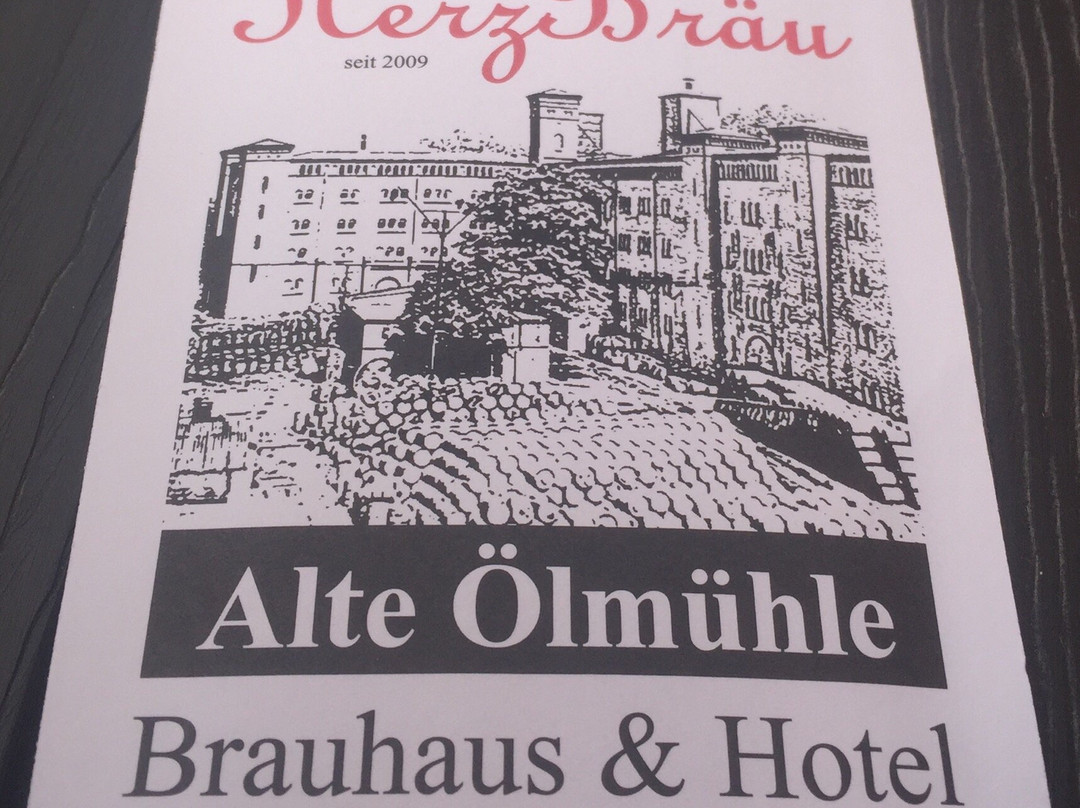 HerzBräu
seit 2009
Alte Ölmühle
Brauhaus & Hotel